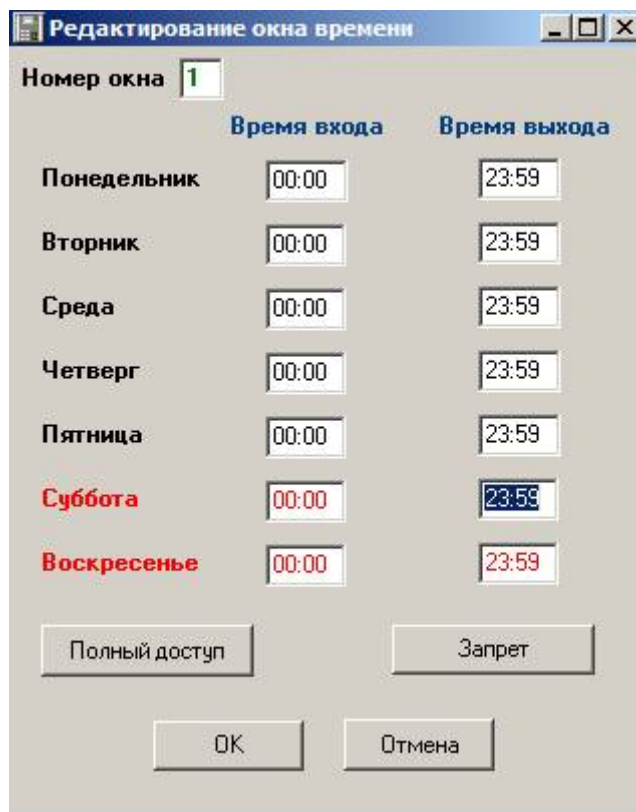 Редактирование окна времени
Номер окна 1
Время входа Время выхода
Понедельник 00:00 23:59
Вторник 00:00 23:59
Среда 00:00 23:59
Четверг 00:00 23:59
Пятница 00:00 23:59
Суббота 00:00 23:59
Воскресенье 00:00 23:59
Полный доступ Запрет
OK Отмена